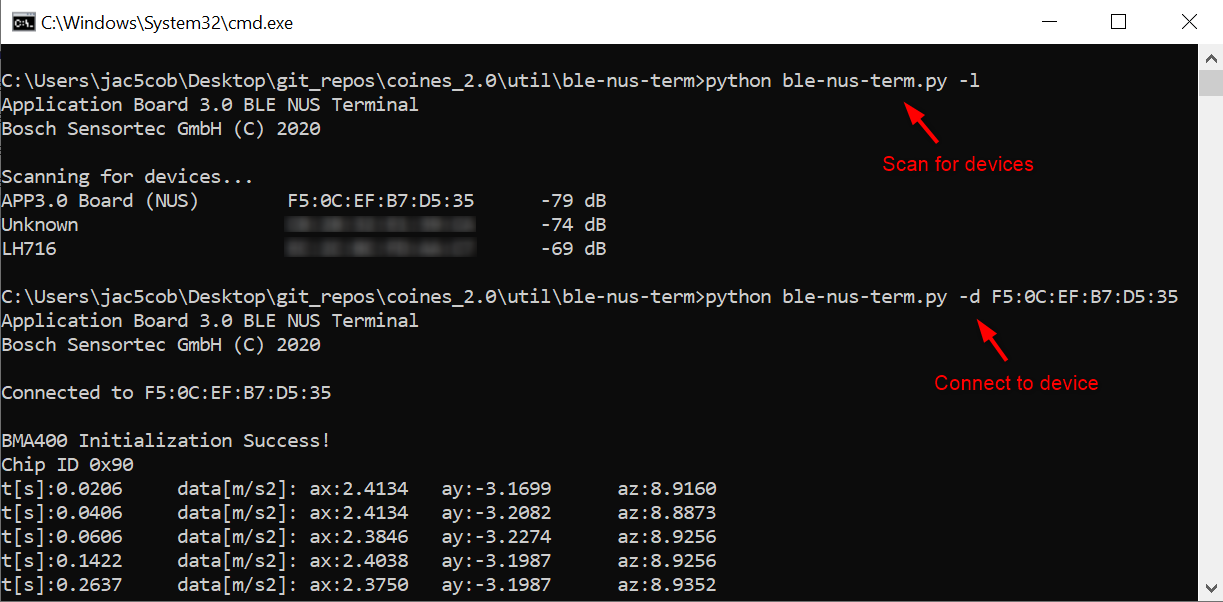 C:\Windows\System32\cmd.exe
C:\Users\jac5cob\Desktop\git_repos\coines_2.0\util\ble-nus-term>python ble-nus-term.py -l
Application Board 3.0 BLE NUS Terminal
Bosch Sensortec GmbH (C) 2020
Scan for devices
Scanning for devices...
APP3.0 Board (NUS) F5:0C:EF:B7:D5:35 -79 dB
Unknown -74 dB
LH716 -69 dB
C:\Users\jac5cob\Desktop\git_repos\coines_2.0\util\ble-nus-term>python ble-nus-term.py -d F5:0C:EF:B7:D5:35
Application Board 3.0 BLE NUS Terminal
Bosch Sensortec GmbH (C) 2020
Connect to device
Connected to F5:0C:EF:B7:D5:35
BMA400 Initialization Success!
Chip ID 0x90
t[s]:0.0206 data[m/s2]: ax:2.4134 ay:-3.1699 az:8.9160
t[s]:0.0406 data[m/s2]: ax:2.4134 ay:-3.2082 az:8.8873
t[s]:0.0606 data[m/s2]: ax:2.3846 ay:-3.2274 az:8.9256
t[s]:0.1422 data[m/s2]: ax:2.4038 ay:-3.1987 az:8.9256
t[s]:0.2637 data[m/s2]: ax:2.3750 ay:-3.1987 az:8.9352